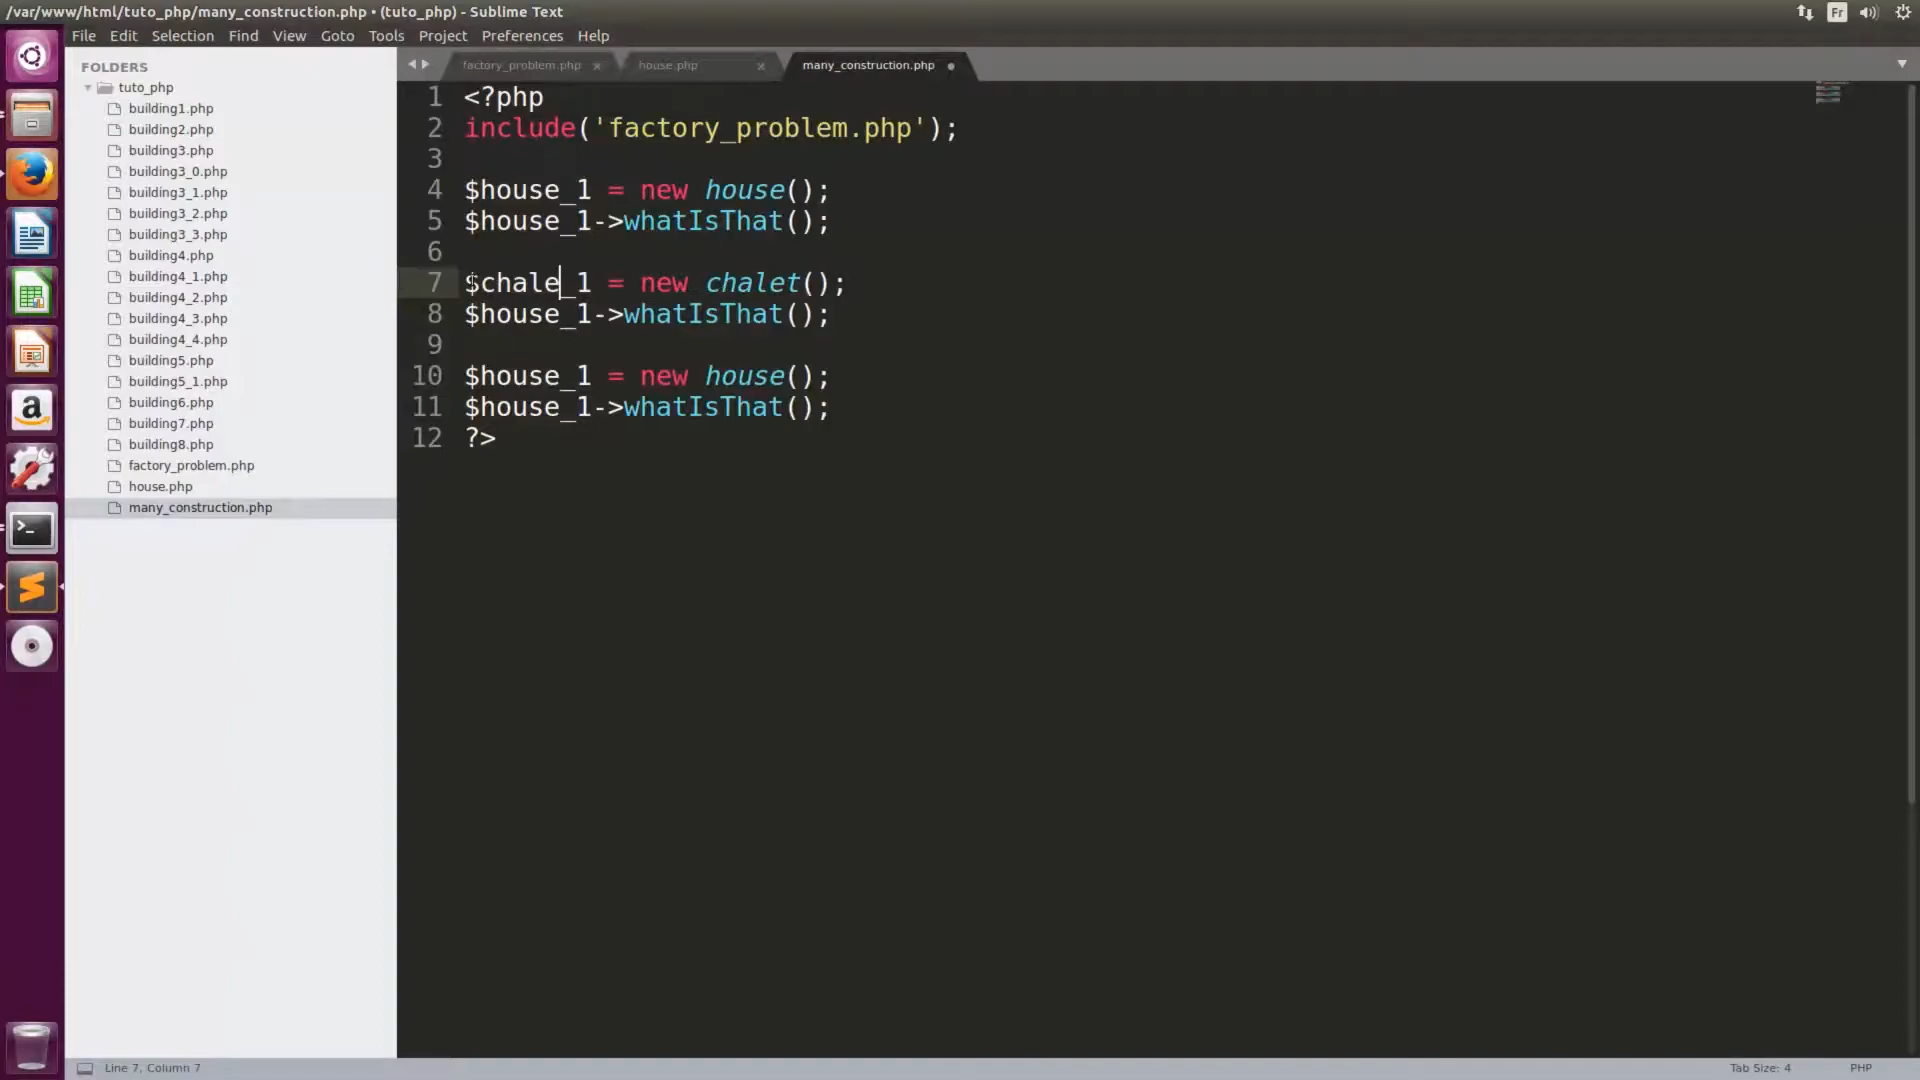 /var/www/html/tuto_php/many_construction.php • (tuto_php) - Sublime Text
Fr
File Edit Selection Find View Goto Tools Project Preferences Help
FOLDERS
tuto_php
building1.php
building2.php
building3.php
building3_0.php
building3_1.php
building3_2.php
building3_3.php
building4.php
building4_1.php
building4_2.php
building4_3.php
building4_4.php
building5.php
building5_1.php
building6.php
building7.php
building8.php
factory_problem.php
house.php
many_construction.php
factory_problem.php house.php many_construction.php
1 <?php
2 include('factory_problem.php');
3
4 $house_1 = new house();
5 $house_1->whatIsThat();
6
7 $chale_1 = new chalet();
8 $house_1->whatIsThat();
9
10 $house_1 = new house();
11 $house_1->whatIsThat();
12 ?>
a
Line 7, Column 7
Tab Size: 4
PHP